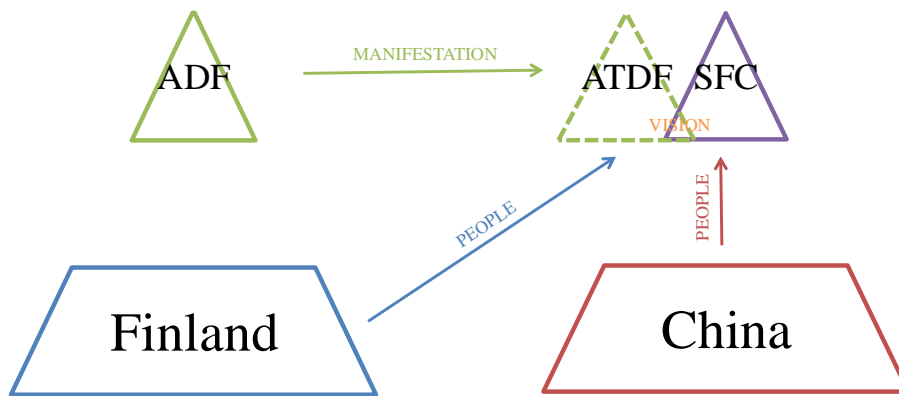 MANIFESTATION
ADF
ATDF
SFC
VISION
PEOPLE
PEOPLE
Finland
China